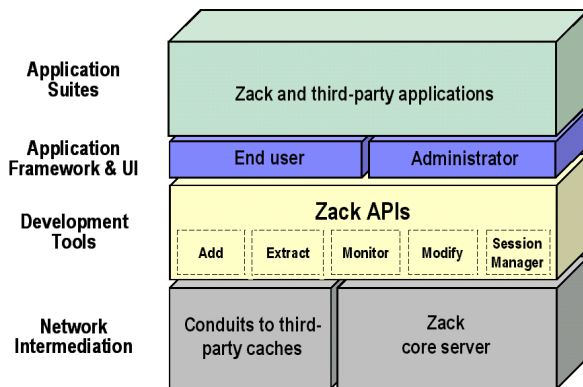 Application
Suites
Zack and third-party applications
Application
Framework & UI
End user
Administrator
Development
Tools
Zack APIs
Add
Extract
Monitor
Modify
Session
Manager
Network
Intermediation
Conduits to third-
party caches
Zack
core server